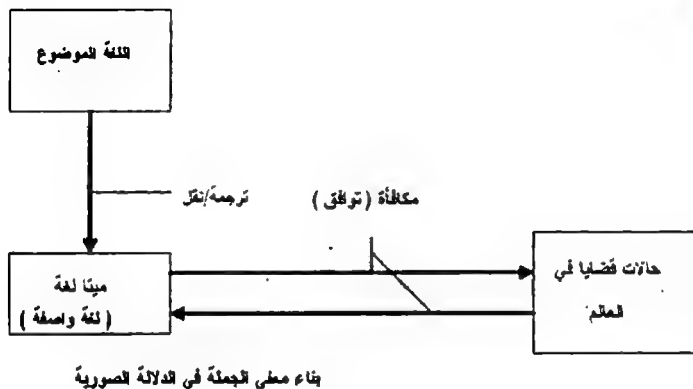 اللغة الموضوع
ترجمة/نقل
مكافأة ( توافق )
حالات قضايا في
العالم
ميتا لغة
( لغة واصفة )
بناء معنى الجملة في الدلالة الصورية